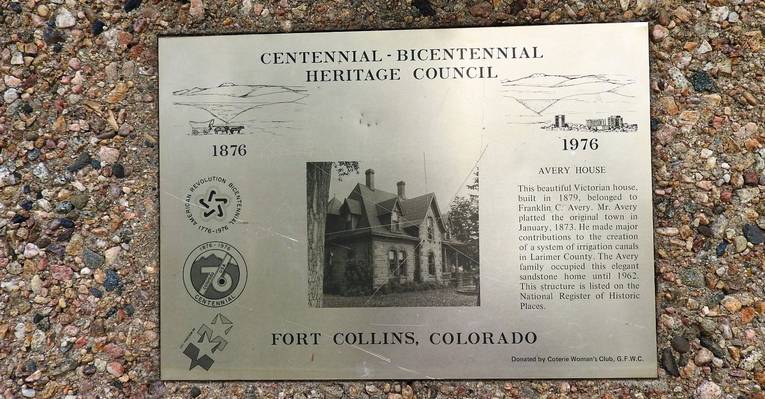 CENTENNIAL - BICENTENNIAL
HERITAGE COUNCIL
1876
1976
AMERICAN REVOLUTION BICENTENNIAL
1776-1976
1876-1976
76
CENTENNIAL
AVERY HOUSE
This beautiful Victorian house,
built in 1879, belonged to
Franklin C. Avery. Mr. Avery
platted the original town in
January, 1873. He made major
contributions to the creation
of a system of irrigation canals
in Larimer County. The Avery
family occupied this elegant
sandstone home until 1962.
This structure is listed on the
National Register of Historic
Places.
FORT COLLINS, COLORADO
Donated by Coterie Woman's Club, G.F.W.C.